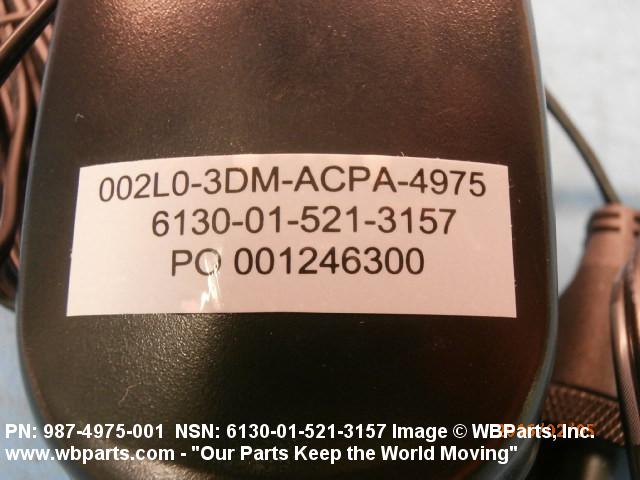 002L0-3DM-ACPA-4975
6130-01-521-3157
PO 001246300
PN: 987-4975-001  NSN: 6130-01-521-3157 Image © WBParts, Inc.
www.wbparts.com - "Our Parts Keep the World Moving"